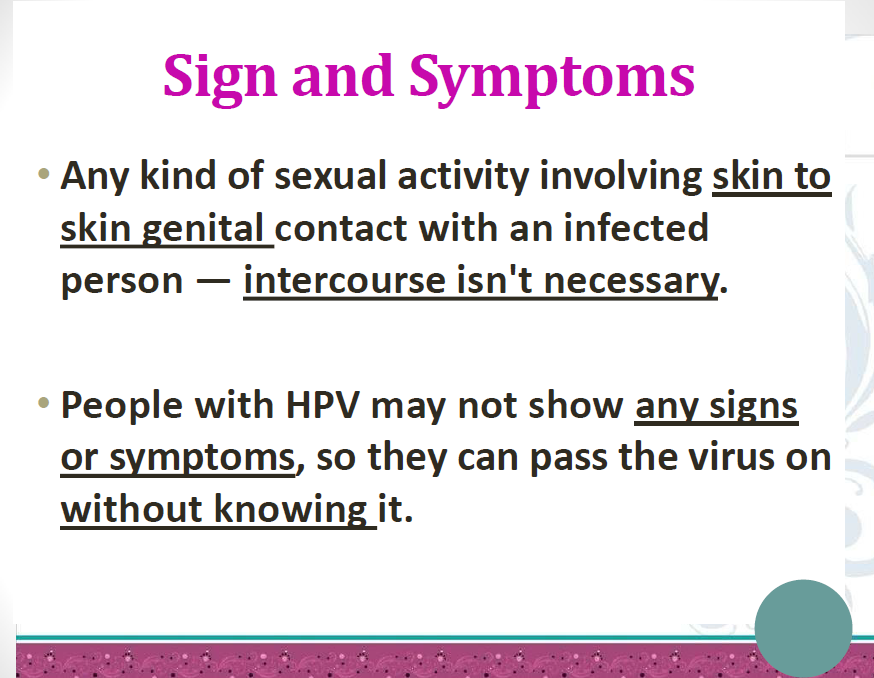 Sign and Symptoms
• Any kind of sexual activity involving skin to
skin genital contact with an infected
person — intercourse isn't necessary.
• People with HPV may not show any signs
or symptoms, so they can pass the virus on
without knowing it.